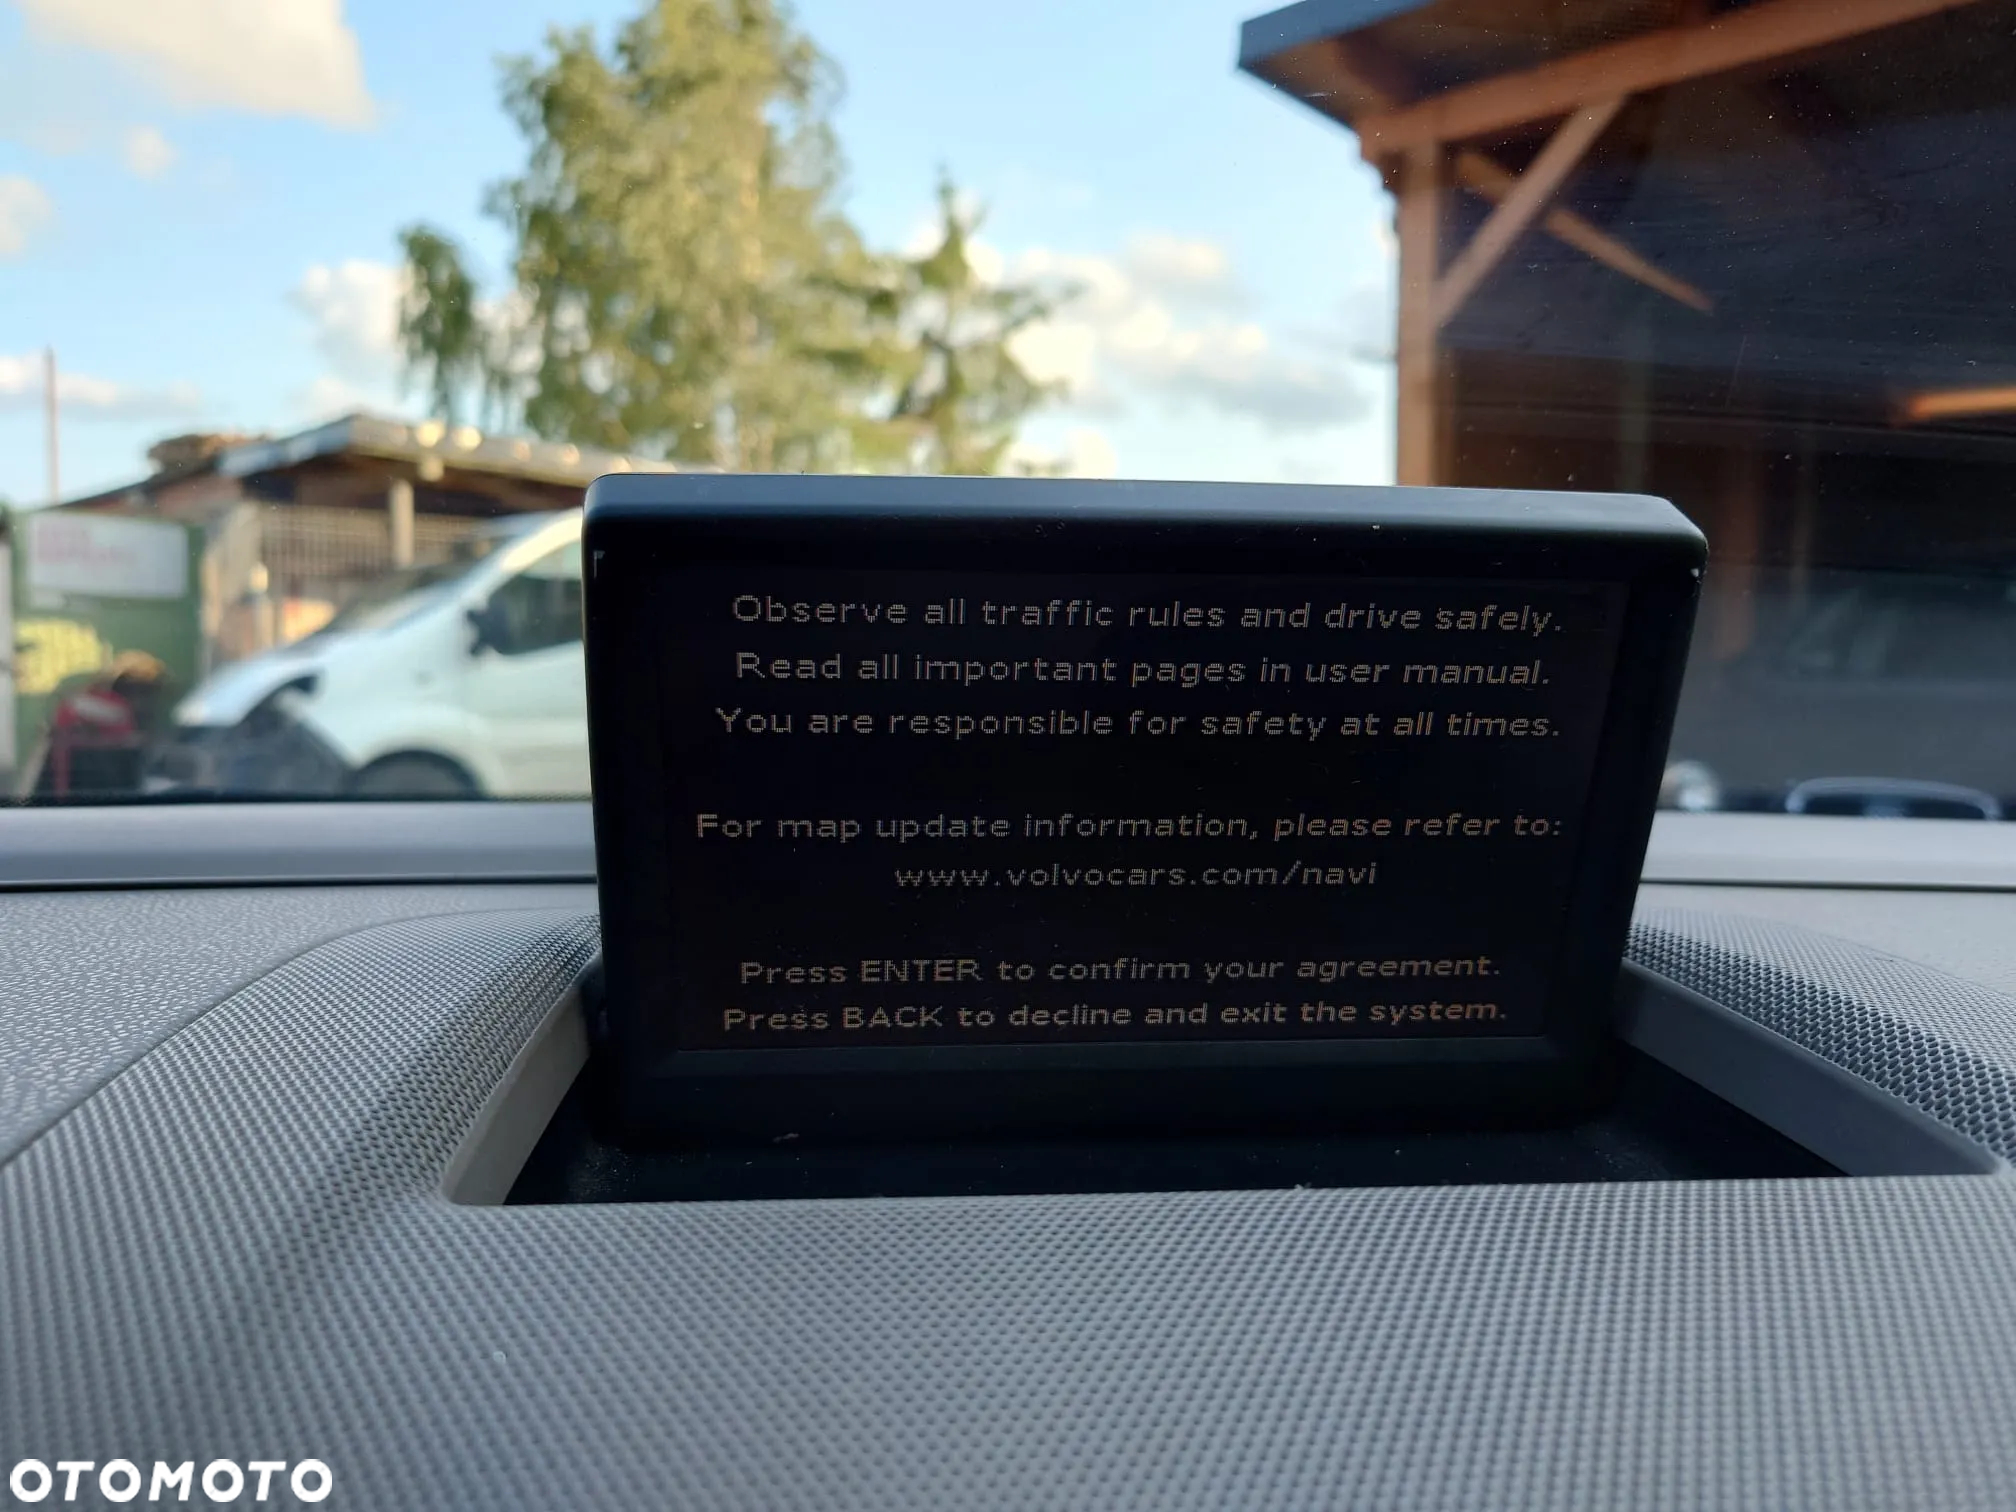 Observe all traffic rules and drive safely.
Read all important pages in user manual.
You are responsible for safety at all times.
For map update information, please refer to:
www.volvocars.com/navi
Press ENTER to confirm your agreement.
Press BACK to decline and exit the system.
OTOMOTO